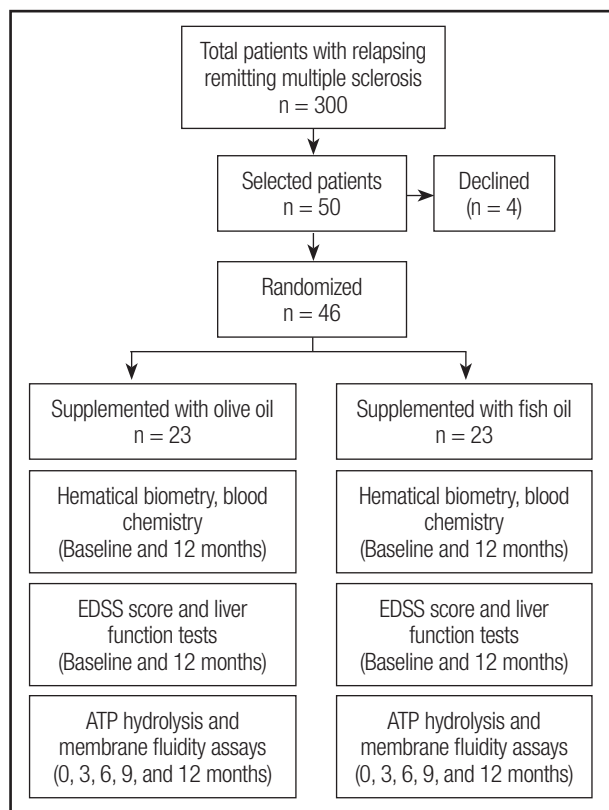 Total patients with relapsing
remitting multiple sclerosis
n = 300
Selected patients
n = 50
Declined
(n = 4)
Randomized
n = 46
Supplemented with olive oil
n = 23
Supplemented with fish oil
n = 23
Hematical biometry, blood
chemistry
(Baseline and 12 months)
Hematical biometry, blood
chemistry
(Baseline and 12 months)
EDSS score and liver
function tests
(Baseline and 12 months)
EDSS score and liver
function tests
(Baseline and 12 months)
ATP hydrolysis and
membrane fluidity assays
(0, 3, 6, 9, and 12 months)
ATP hydrolysis and
membrane fluidity assays
(0, 3, 6, 9, and 12 months)